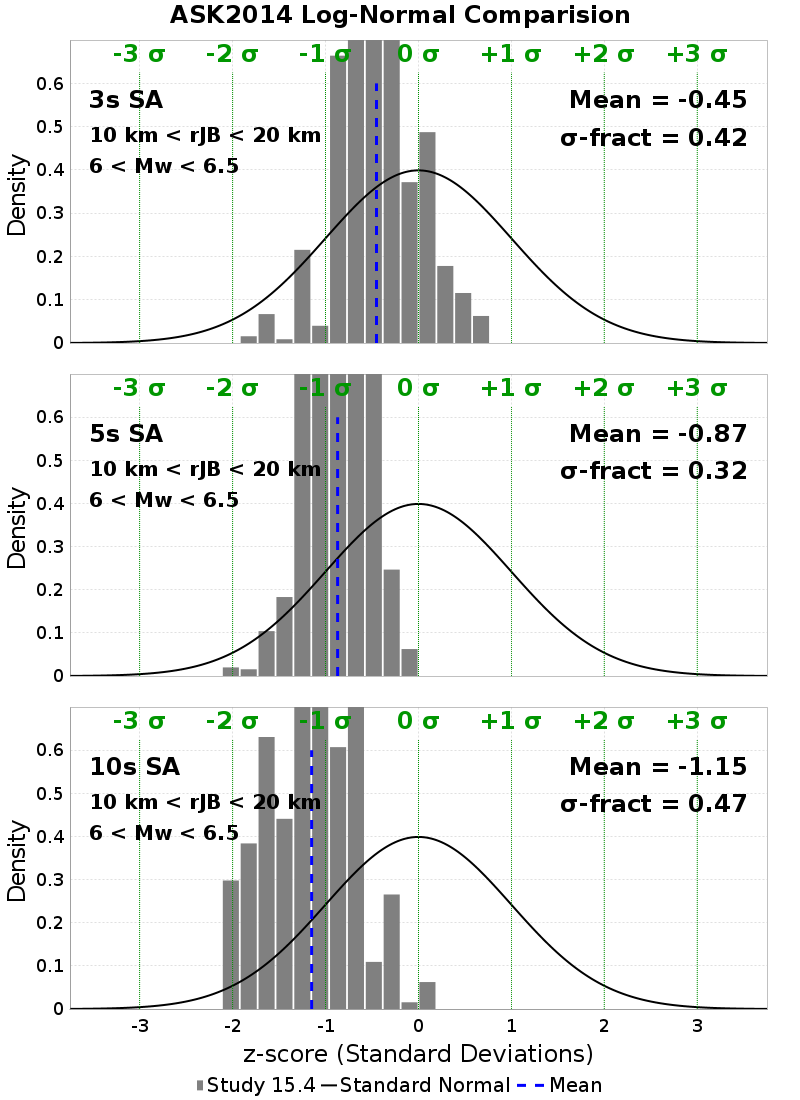 ASK2014 Log-Normal Comparision
-3 σ -2 σ -1 σ 0 σ +1 σ +2 σ +3 σ
3s SA
10 km < rJB < 20 km
6 < Mw < 6.5
Mean = -0.45
σ-fract = 0.42
0.6
0.5
0.4
0.3
0.2
0.1
0
Density
-3 σ -2 σ -1 σ 0 σ +1 σ +2 σ +3 σ
5s SA
10 km < rJB < 20 km
6 < Mw < 6.5
Mean = -0.87
σ-fract = 0.32
0.6
0.5
0.4
0.3
0.2
0.1
0
Density
-3 σ -2 σ -1 σ 0 σ +1 σ +2 σ +3 σ
10s SA
10 km < rJB < 20 km
6 < Mw < 6.5
Mean = -1.15
σ-fract = 0.47
0.6
0.5
0.4
0.3
0.2
0.1
0
Density
-3 -2 -1 0 1 2 3
z-score (Standard Deviations)
Study 15.4 Standard Normal Mean